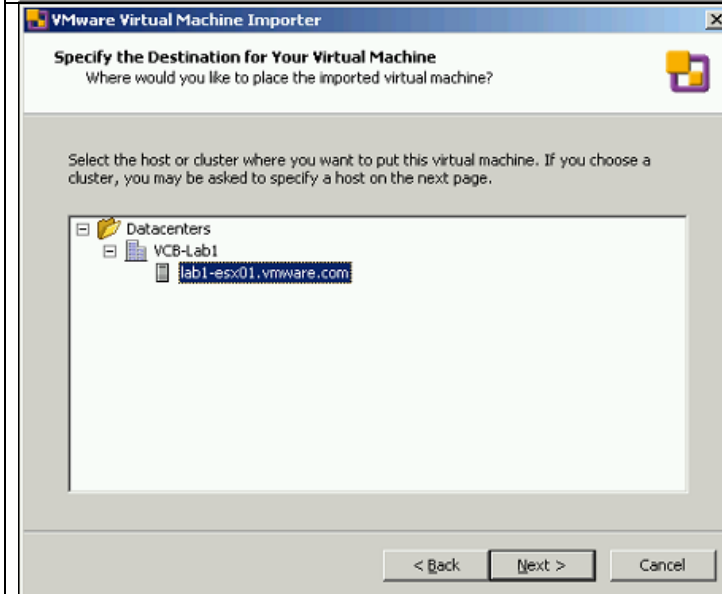 VMware Virtual Machine Importer
Specify the Destination for Your Virtual Machine
Where would you like to place the imported virtual machine?
Select the host or cluster where you want to put this virtual machine. If you choose a
cluster, you may be asked to specify a host on the next page.
Datacenters
VCB-Lab1
lab1-esx01.vmware.com
< Back Next > Cancel